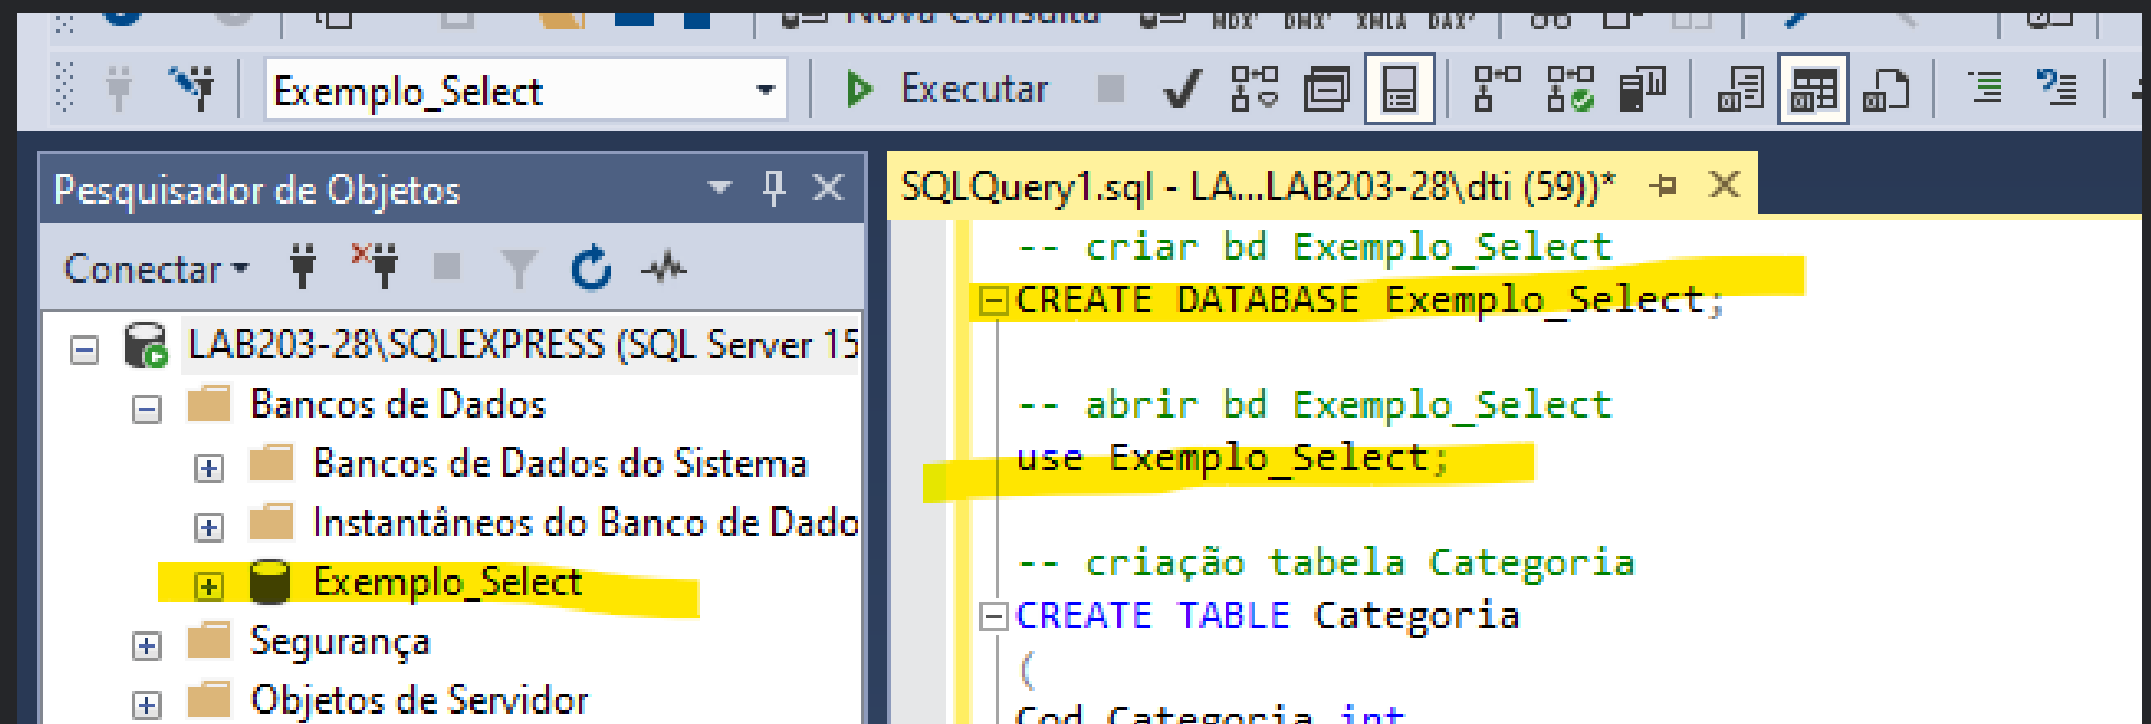 Nova Consulta MDX DMX XMLA DAX
Exemplo_Select
Executar
Pesquisador de Objetos
Conectar
LAB203-28\SQLEXPRESS (SQL Server 15
Bancos de Dados
Bancos de Dados do Sistema
Instantâneos do Banco de Dado
Exemplo_Select
Segurança
Objetos de Servidor
SQLQuery1.sql - LA...LAB203-28\dti (59))*
-- criar bd Exemplo_Select
CREATE DATABASE Exemplo_Select;
-- abrir bd Exemplo_Select
use Exemplo_Select;
-- criação tabela Categoria
CREATE TABLE Categoria
(
Cod_Categoria int